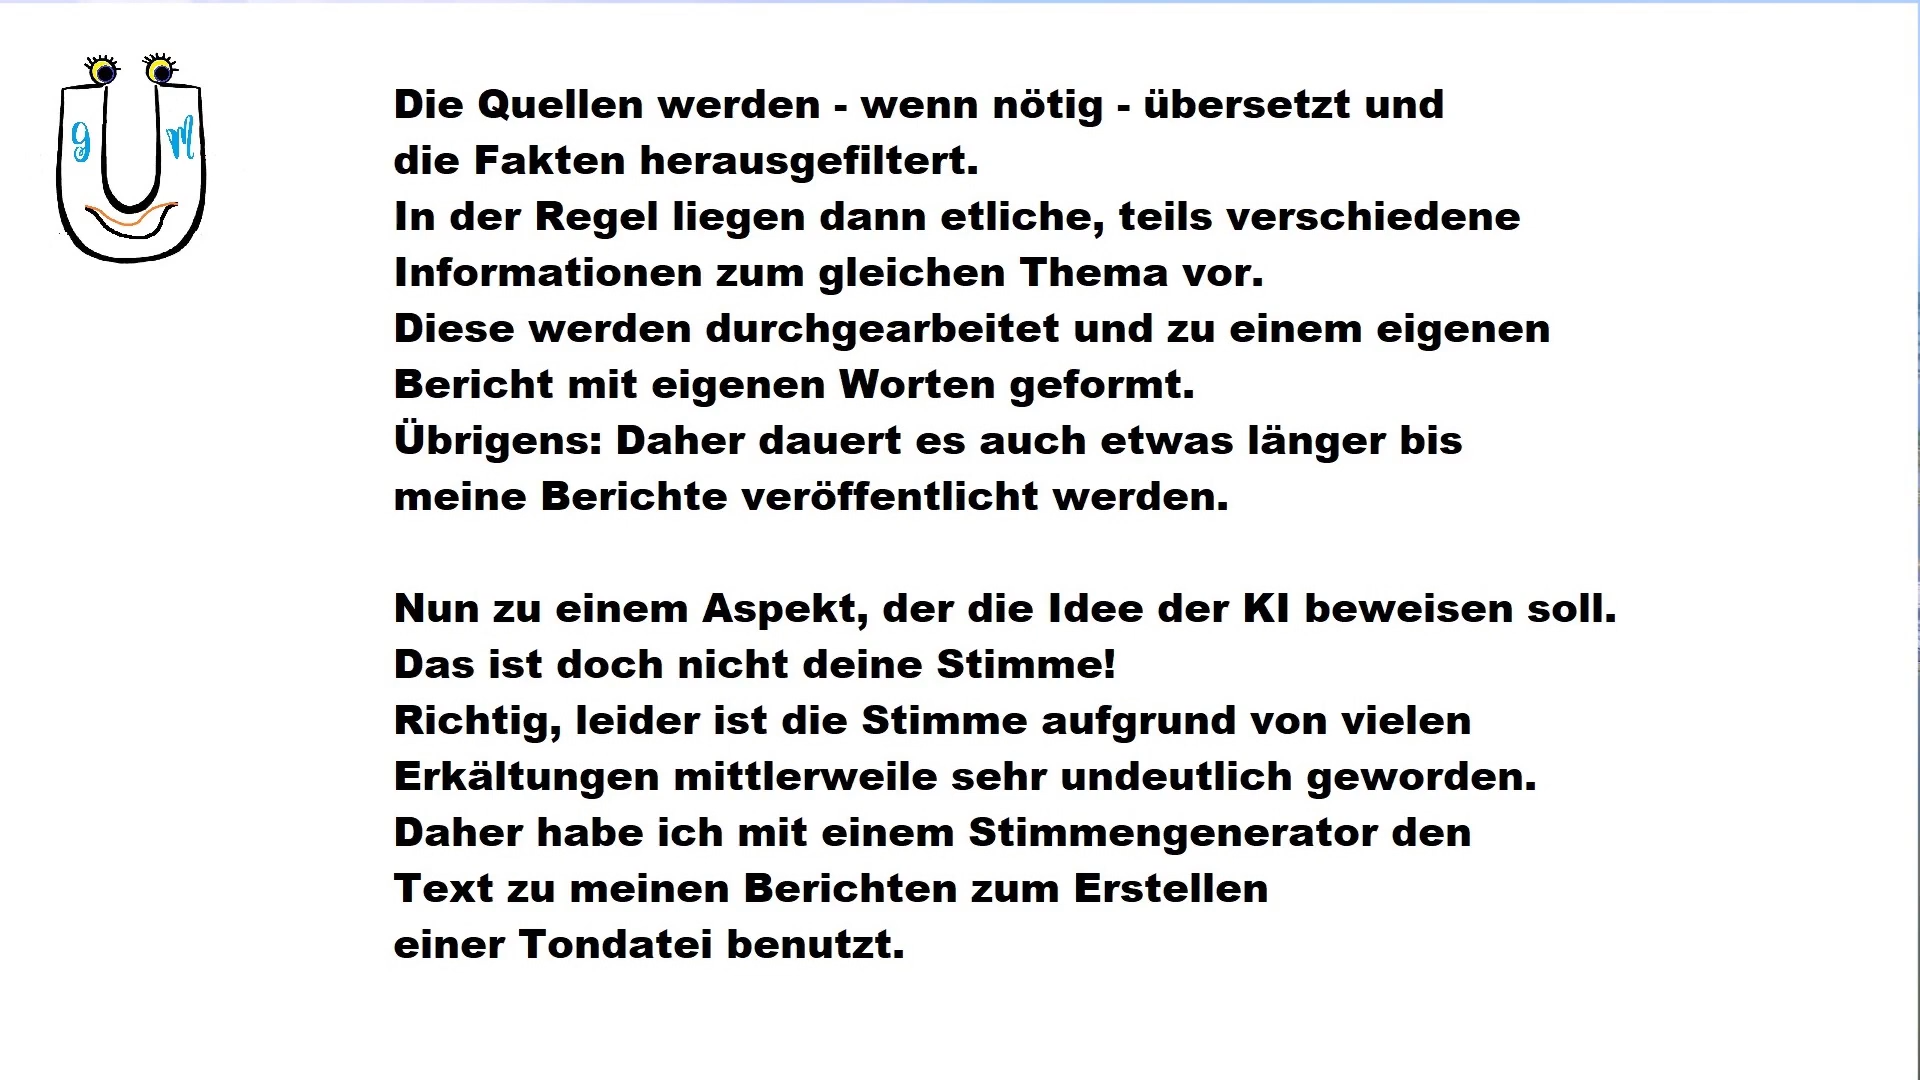 g m
Die Quellen werden - wenn nötig - übersetzt und
die Fakten herausgefiltert.
In der Regel liegen dann etliche, teils verschiedene
Informationen zum gleichen Thema vor.
Diese werden durchgearbeitet und zu einem eigenen
Bericht mit eigenen Worten geformt.
Übrigens: Daher dauert es auch etwas länger bis
meine Berichte veröffentlicht werden.
Nun zu einem Aspekt, der die Idee der KI beweisen soll.
Das ist doch nicht deine Stimme!
Richtig, leider ist die Stimme aufgrund von vielen
Erkältungen mittlerweile sehr undeutlich geworden.
Daher habe ich mit einem Stimmengenerator den
Text zu meinen Berichten zum Erstellen
einer Tondatei benutzt.